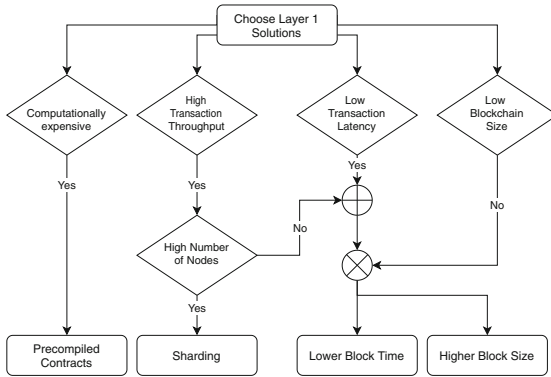 Choose Layer 1
Solutions
Computationally
expensive
High
Transaction
Throughput
Low
Transaction
Latency
Low
Blockchain
Size
Yes
Yes
Yes
No
High Number
of Nodes
No
Yes
Precompiled
Contracts
Sharding
Lower Block Time
Higher Block Size